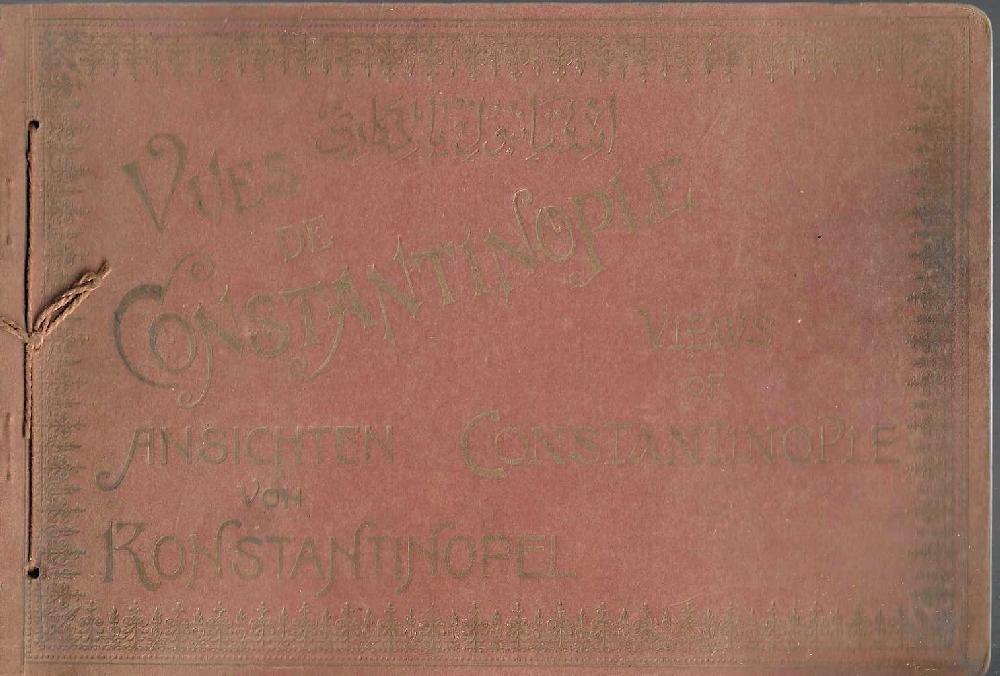 VUES
DE
CONSTANTINOPLE
VIEWS
OF
CONSTANTINOPLE
ANSICHTEN
VON
KONSTANTINOPEL